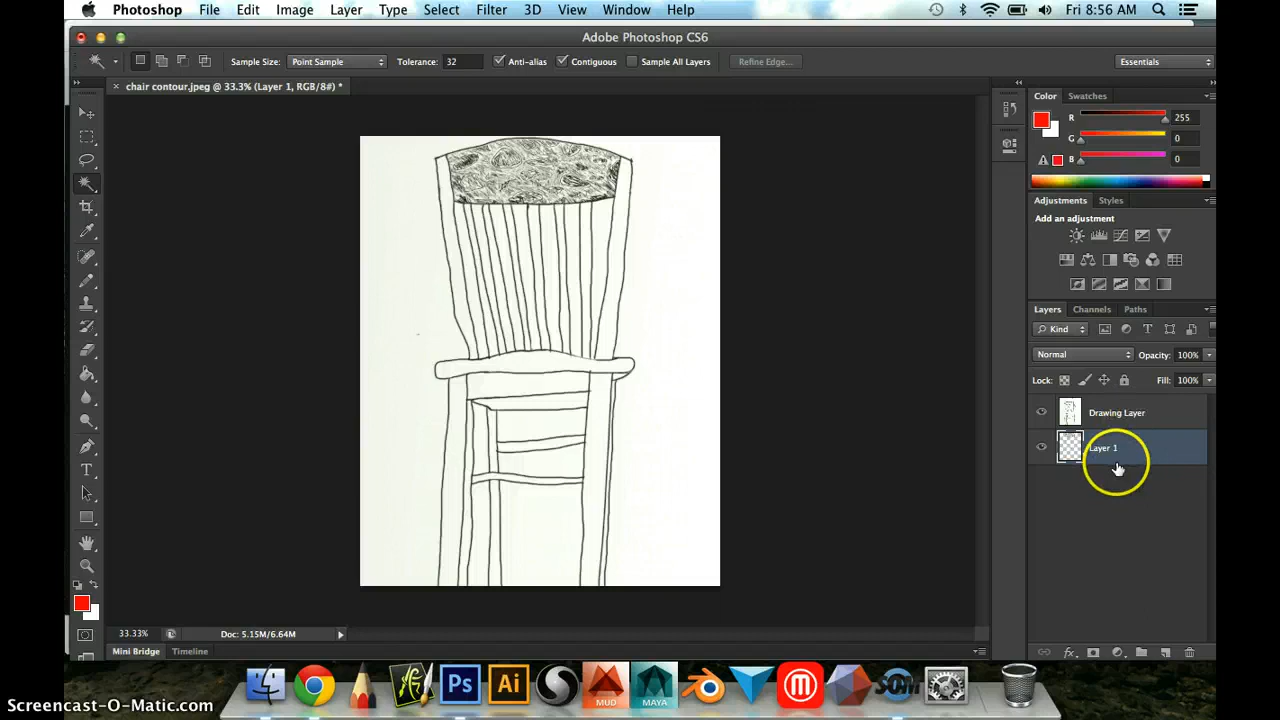 Photoshop File Edit Image Layer Type Select Filter 3D View Window Help Fri 8:56 AM
Adobe Photoshop CS6
Sample Size: Point Sample Tolerance: 32 Anti-alias Contiguous Sample All Layers Refine Edge... Essentials
× chair contour.jpeg @ 33.3% (Layer 1, RGB/8#) *
Color Swatches
R 255
G 0
B 0
Adjustments Styles
Add an adjustment
Layers Channels Paths
Kind
Normal Opacity: 100%
Lock: Fill: 100%
Drawing Layer
Layer 1
33.33% Doc: 5.15M/6.64M
Mini Bridge Timeline
Ps Ai MUD MAYA SOM
Screencast-O-Matic.com